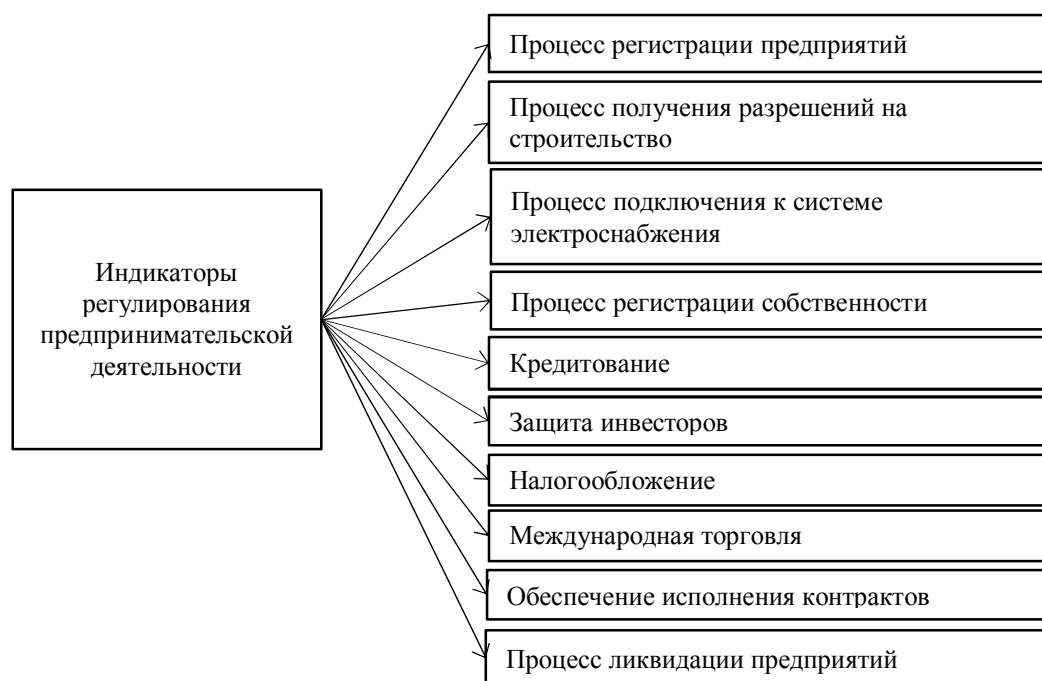 Индикаторы
регулирования
предпринимательской
деятельности
Процесс регистрации предприятий
Процесс получения разрешений на
строительство
Процесс подключения к системе
электроснабжения
Процесс регистрации собственности
Кредитование
Защита инвесторов
Налогообложение
Международная торговля
Обеспечение исполнения контрактов
Процесс ликвидации предприятий